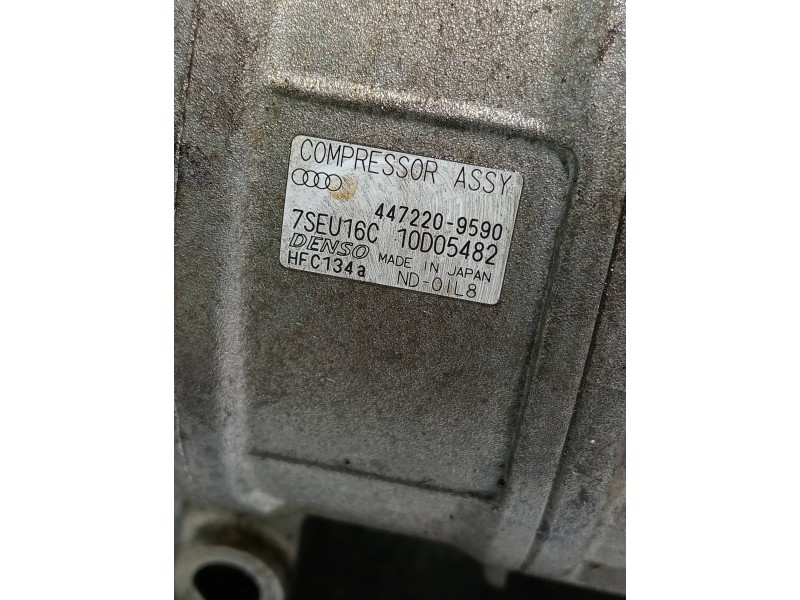 COMPRESSOR ASSY
447220-9590
7SEU16C 10D05482
DENSO MADE IN JAPAN
HFC134a ND-OIL8